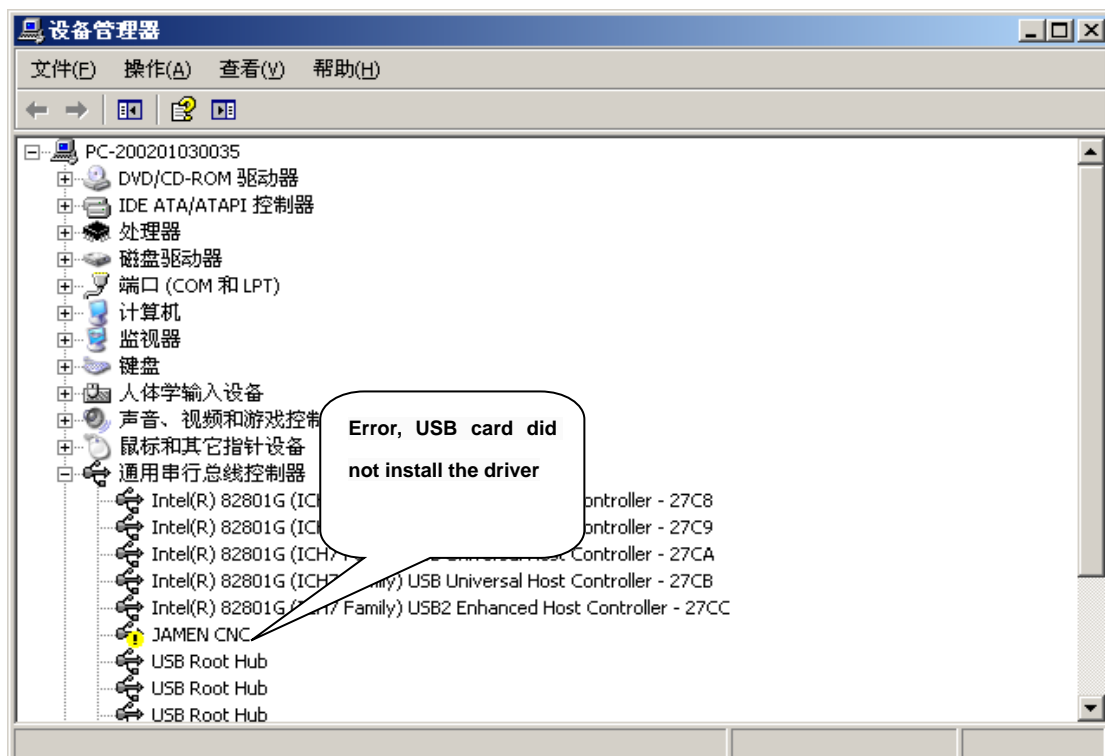 设备管理器
文件(F) 操作(A) 查看(V) 帮助(H)
PC-200201030035
DVD/CD-ROM 驱动器
IDE ATA/ATAPI 控制器
处理器
磁盘驱动器
端口 (COM 和 LPT)
计算机
监视器
键盘
人体学输入设备
声音、视频和游戏控制
鼠标和其它指针设备
通用串行总线控制器
Error, USB card did
not install the driver
Intel(R) 82801G (ICH ontroller - 27C8
Intel(R) 82801G (ICH ontroller - 27C9
Intel(R) 82801G (ICH7 Controller - 27CA
Intel(R) 82801G (ICH7 Family) USB Universal Host Controller - 27CB
Intel(R) 82801G (ICH7 Family) USB2 Enhanced Host Controller - 27CC
JAMEN CNC
USB Root Hub
USB Root Hub
USB Root Hub